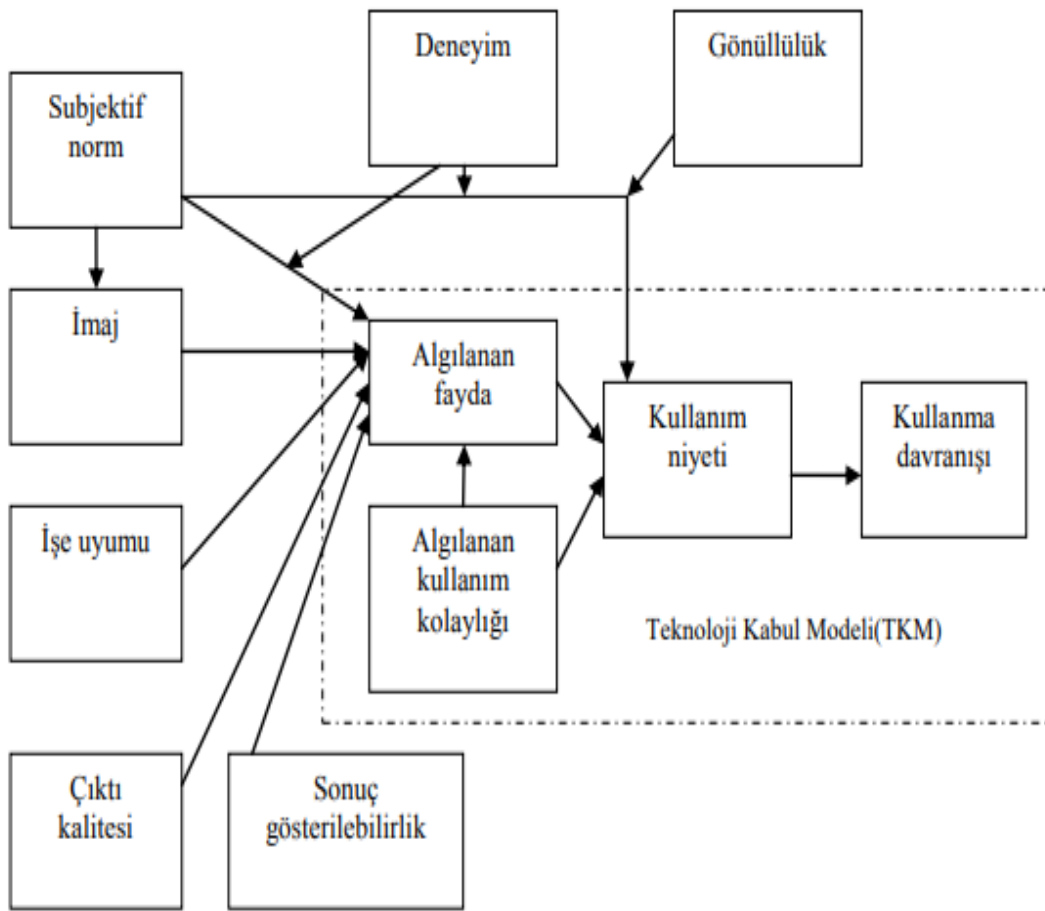 Deneyim
Gönüllülük
Subjektif
norm
İmaj
Algılanan
fayda
Kullanım
niyeti
Kullanma
davranışı
İşe uyumu
Algılanan
kullanım
kolaylığı
Teknoloji Kabul Modeli(TKM)
Çıktı
kalitesi
Sonuç
gösterilebilirlik